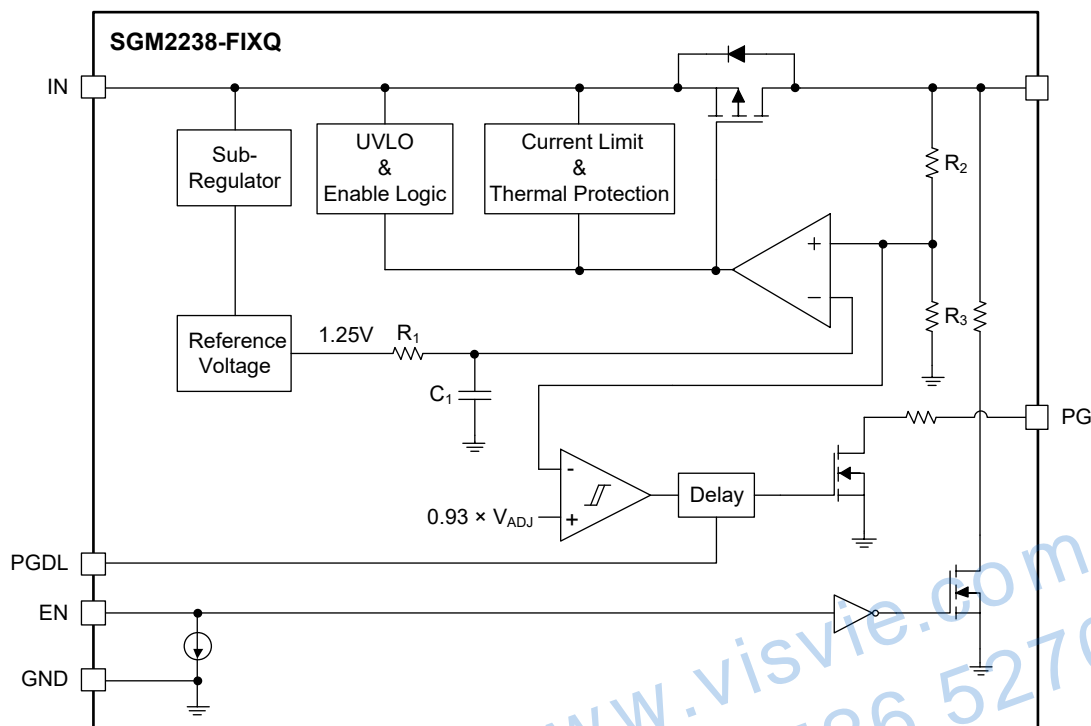 SGM2238-FIXQ
IN
Sub-
Regulator
UVLO
&
Enable Logic
Current Limit
&
Thermal Protection
R2
+
−
R3
Reference
Voltage
1.25V
R1
C1
PG
-
+
0.93 × VADJ
Delay
PGDL
EN
GND
www.visvie.com